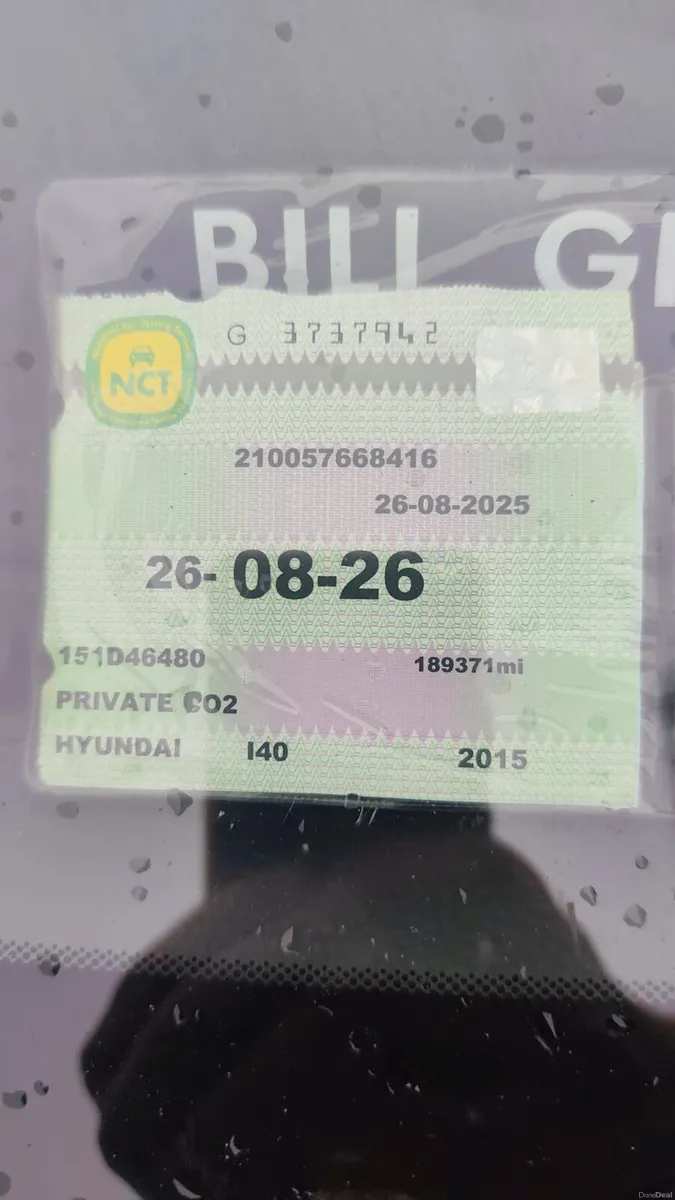 BILL G
NCT
G 3737942
210057668416
26-08-2025
26-08-26
151D46480 189371mi
PRIVATE CO2
HYUNDAI I40 2015
DoneDeal